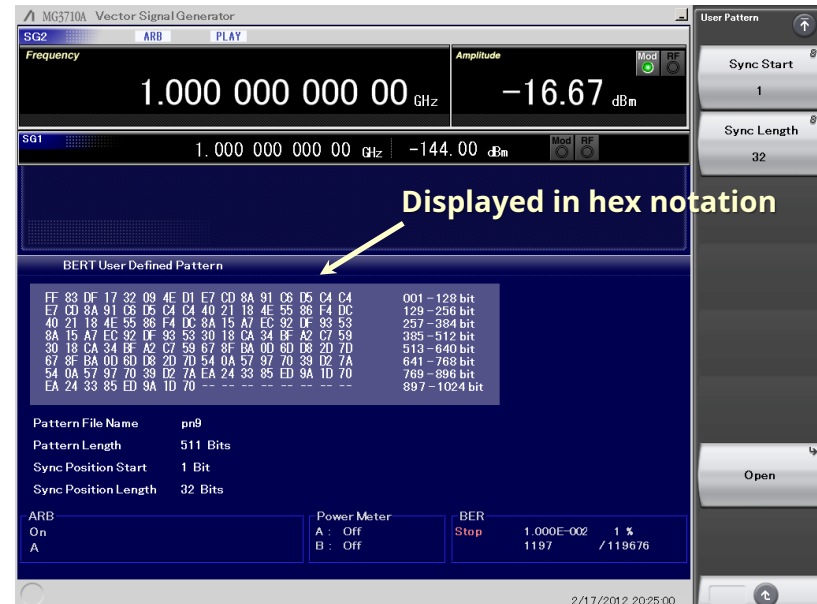 MG3710A Vector Signal Generator
SG2 ARB PLAY
Frequency
1.000 000 000 00 GHz
Amplitude
-16.67 dBm
Mod RF
SG1
1.000 000 000 00 GHz -144.00 dBm
Mod RF
Displayed in hex notation
BERT User Defined Pattern
FF 83 DF 17 32 09 4E D1 E7 CD 8A 91 C6 D5 C4 C4 001-128 bit
E7 CD 8A 91 C6 D5 C4 C4 40 21 18 4E 55 86 F4 DC 129-256 bit
40 21 18 4E 55 86 F4 DC 8A 15 A7 EC 92 DF 93 53 257-384 bit
8A 15 A7 EC 92 DF 93 53 30 18 CA 34 BF A2 C7 59 385-512 bit
30 18 CA 34 BF A2 C7 59 67 8F BA 0D 6D D8 2D 7D 513-640 bit
67 8F BA 0D 6D D8 2D 7D 54 0A 57 97 70 39 D2 7A 641-768 bit
54 0A 57 97 70 39 D2 7A EA 24 33 85 ED 9A 1D 70 769-896 bit
EA 24 33 85 ED 9A 1D 70 -- -- -- -- -- -- -- -- 897-1024 bit
Pattern File Name pn9
Pattern Length 511 Bits
Sync Position Start 1 Bit
Sync Position Length 32 Bits
ARB
On
A
Power Meter
A : Off
B : Off
BER
Stop 1.000E-002 1 %
1197 /119676
2/17/2012 20:25:00
User Pattern
Sync Start
1
Sync Length
32
Open